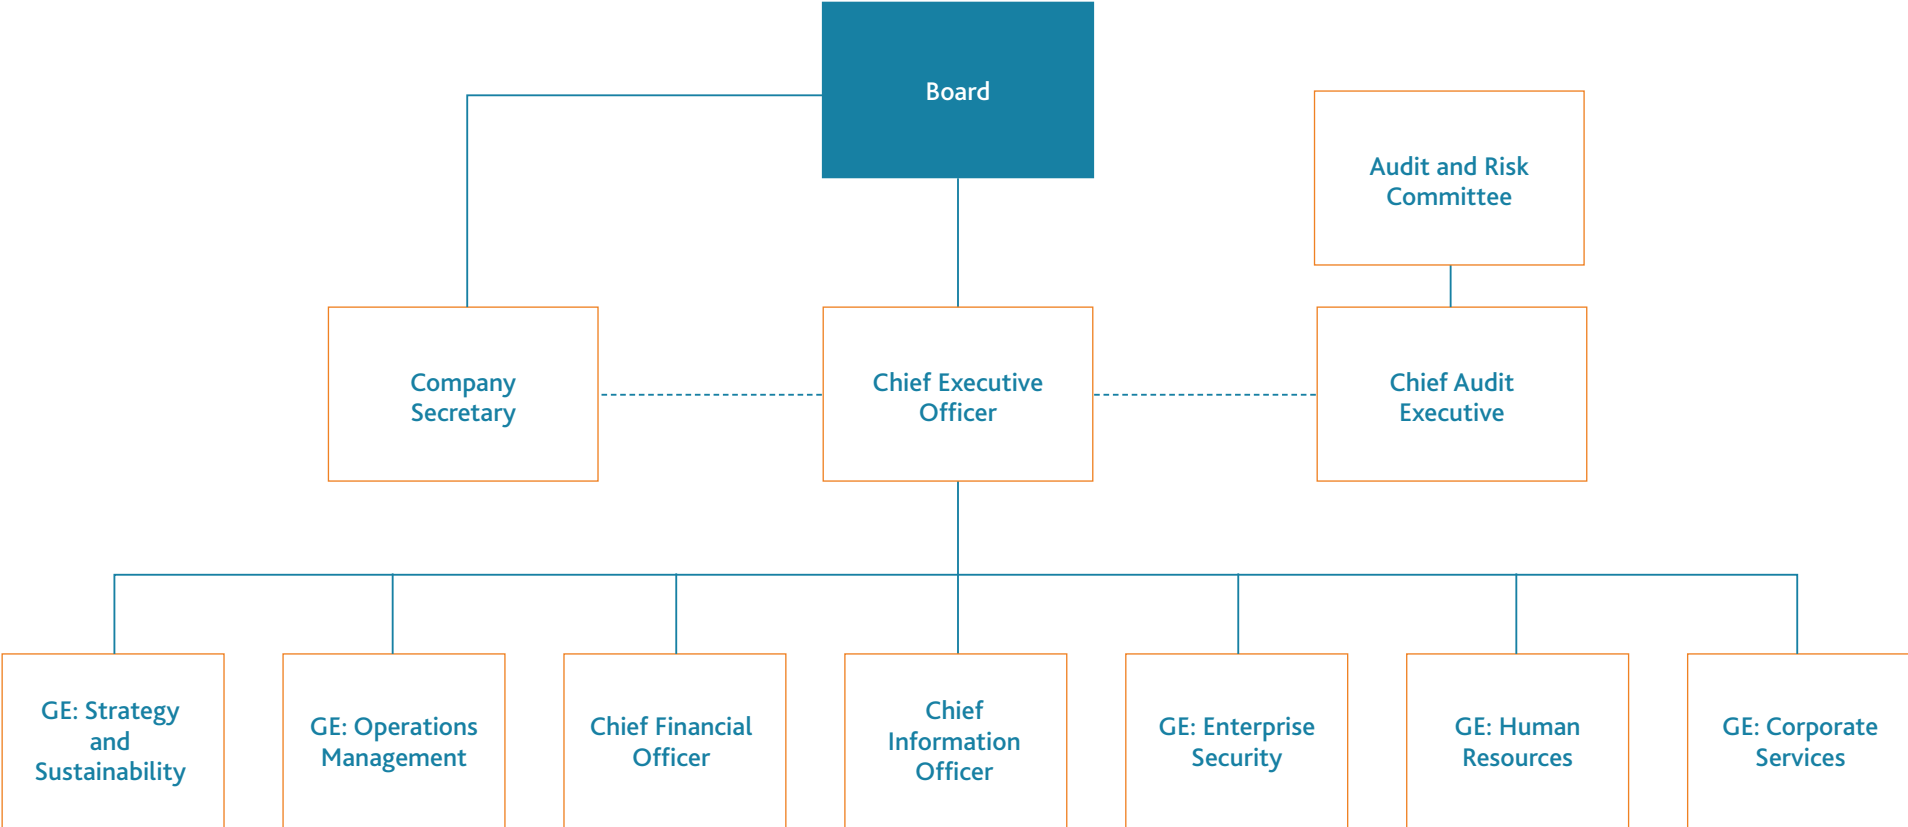 Board
Audit and Risk
Committee
Company
Secretary
Chief Executive
Officer
Chief Audit
Executive
GE: Strategy
and
Sustainability
GE: Operations
Management
Chief Financial
Officer
Chief
Information
Officer
GE: Enterprise
Security
GE: Human
Resources
GE: Corporate
Services